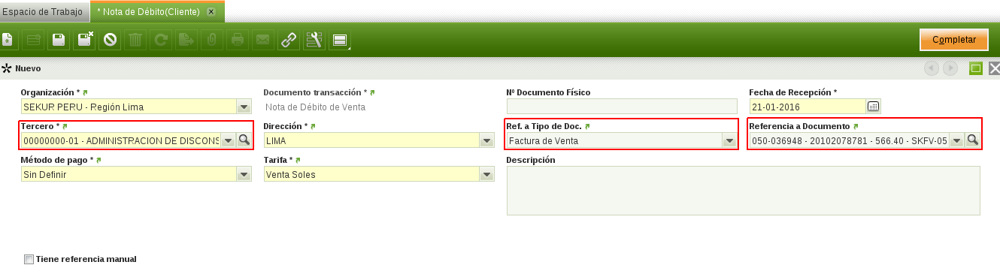 Espacio de Trabajo
* Nota de Débito(Cliente)
Completar
Nuevo
Organización *
Documento transacción *
Nº Documento Físico
Fecha de Recepción *
SEKUR PERU - Región Lima
Nota de Débito de Venta
21-01-2016
Tercero *
Dirección *
Ref. a Tipo de Doc.
Referencia a Documento
00000000-01 - ADMINISTRACION DE DISCONS
LIMA
Factura de Venta
050-036948 - 20102078781 - 566.40 - SKFV-05
Método de pago *
Tarifa *
Descripción
Sin Definir
Venta Soles
Tiene referencia manual